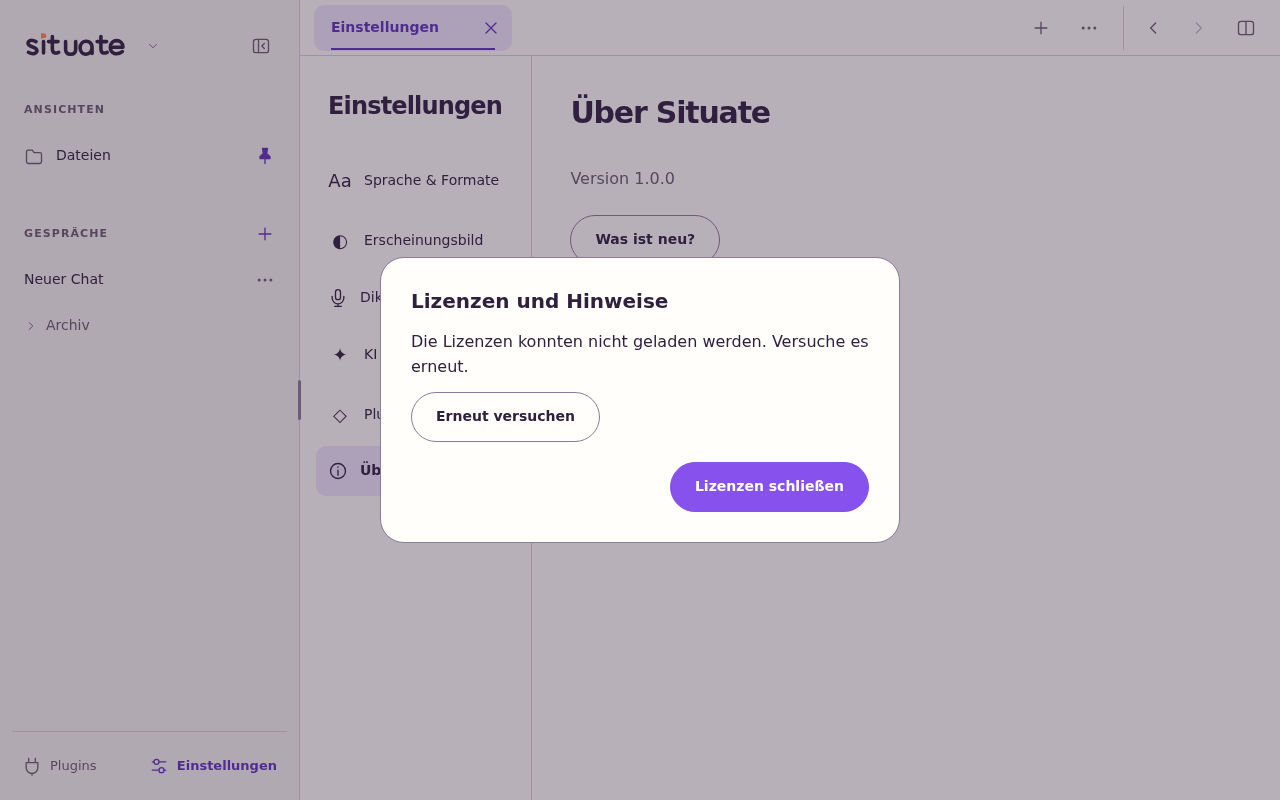 situate
ANSICHTEN
Dateien
GESPRÄCHE
Neuer Chat
Archiv
Plugins
Einstellungen
Einstellungen
Einstellungen
Aa Sprache & Formate
Erscheinungsbild
KI
Über Situate
Version 1.0.0
Was ist neu?
Lizenzen und Hinweise
Die Lizenzen konnten nicht geladen werden. Versuche es
erneut.
Erneut versuchen
Lizenzen schließen